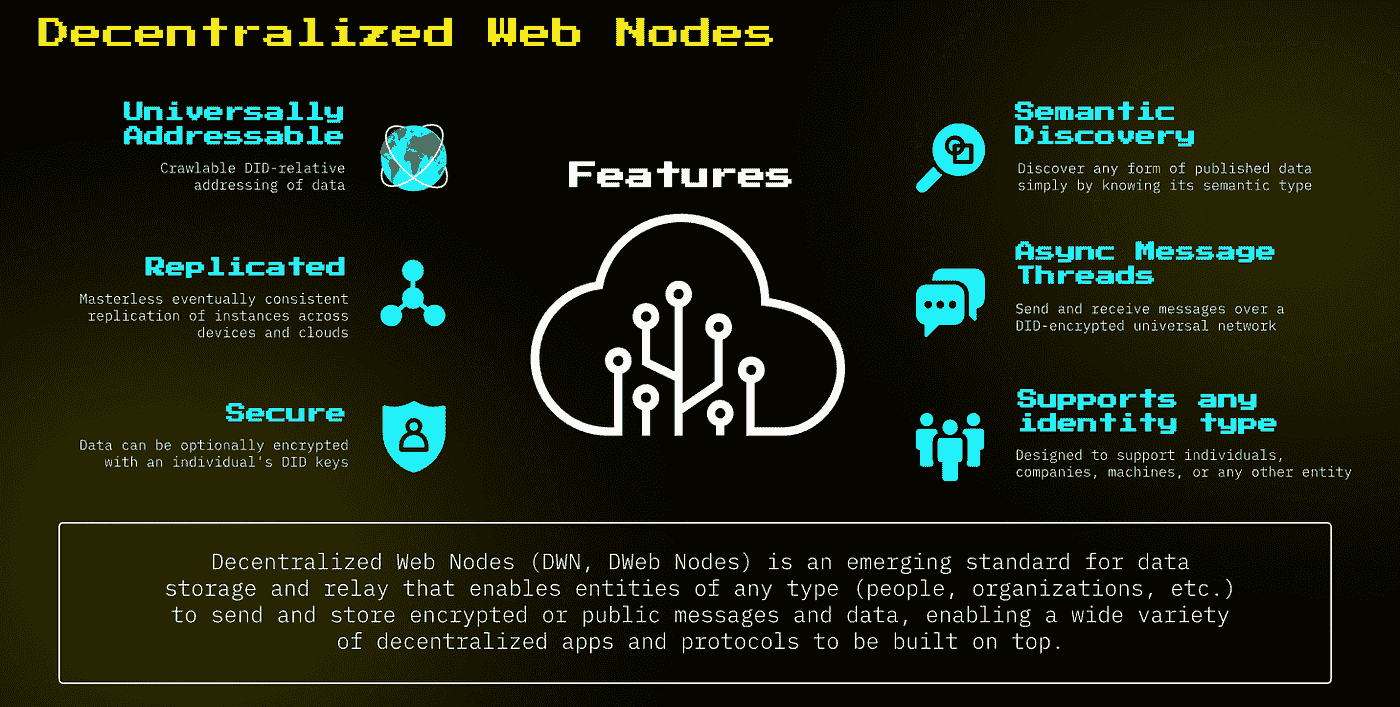 Decentralized Web Nodes
Universally
Addressable
Crawlable DID-relative
addressing of data
Replicated
Masterless eventually consistent
replication of instances across
devices and clouds
Secure
Data can be optionally encrypted
with an individual's DID keys
Features
Semantic
Discovery
Discover any form of published data
simply by knowing its semantic type
Async Message
Threads
Send and receive messages over a
DID-encrypted universal network
Supports any
identity type
Designed to support individuals,
companies, machines, or any other entity
Decentralized Web Nodes (DWN, DWeb Nodes) is an emerging standard for data
storage and relay that enables entities of any type (people, organizations, etc.)
to send and store encrypted or public messages and data, enabling a wide variety
of decentralized apps and protocols to be built on top.